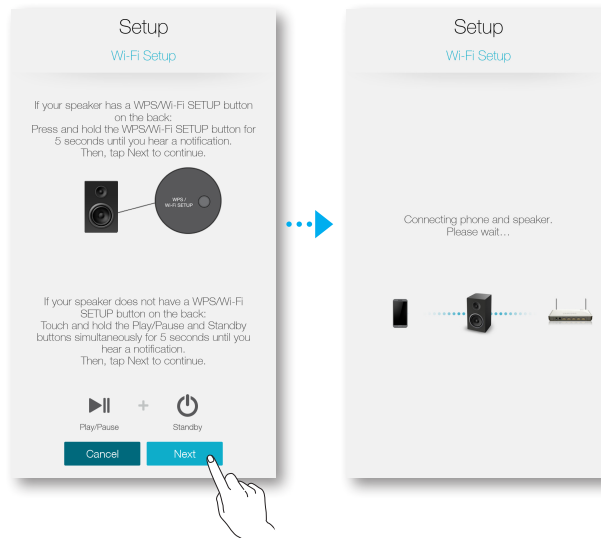 Setup
Wi-Fi Setup
If your speaker has a WPS/Wi-Fi SETUP button
on the back:
Press and hold the WPS/Wi-Fi SETUP button for
5 seconds until you hear a notification.
Then, tap Next to continue.
WPS /
Wi-Fi SETUP
If your speaker does not have a WPS/Wi-Fi
SETUP button on the back:
Touch and hold the Play/Pause and Standby
buttons simultaneously for 5 seconds until you
hear a notification.
Then, tap Next to continue.
+
Play/Pause
Standby
Cancel
Next
Setup
Wi-Fi Setup
Connecting phone and speaker.
Please wait…